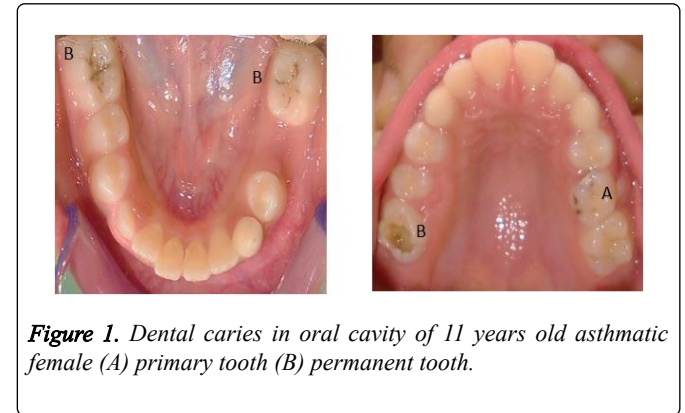 B
B
A
B
Figure 1. Dental caries in oral cavity of 11 years old asthmatic
female (A) primary tooth (B) permanent tooth.